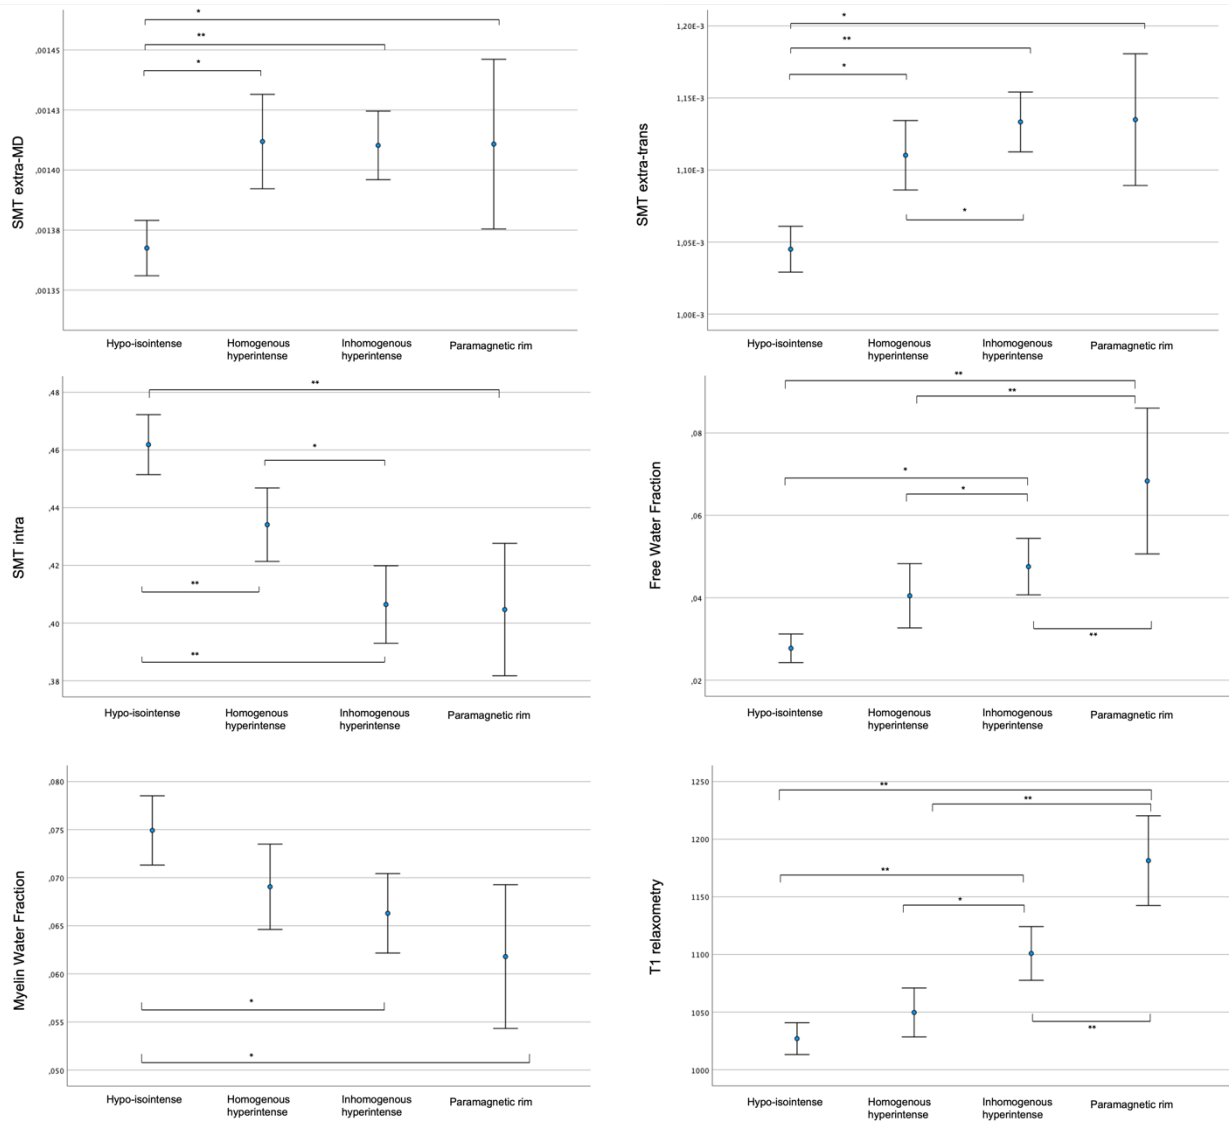 SMT extra-MD
*
**
*
,00145
,00143
,00140
,00138
,00135
Hypo-isointense
Homogenous
hyperintense
Inhomogenous
hyperintense
Paramagnetic rim
SMT extra-trans
*
**
*
*
1,20E-3
1,15E-3
1,10E-3
1,05E-3
1,00E-3
Hypo-isointense
Homogenous
hyperintense
Inhomogenous
hyperintense
Paramagnetic rim
SMT intra
**
*
**
**
,48
,46
,44
,42
,40
,38
Hypo-isointense
Homogenous
hyperintense
Inhomogenous
hyperintense
Paramagnetic rim
Free Water Fraction
**
**
*
*
**
,08
,06
,04
,02
Hypo-isointense
Homogenous
hyperintense
Inhomogenous
hyperintense
Paramagnetic rim
Myelin Water Fraction
*
*
,080
,075
,070
,065
,060
,055
,050
Hypo-isointense
Homogenous
hyperintense
Inhomogenous
hyperintense
Paramagnetic rim
T1 relaxometry
**
**
**
*
**
1250
1200
1150
1100
1050
1000
Hypo-isointense
Homogenous
hyperintense
Inhomogenous
hyperintense
Paramagnetic rim